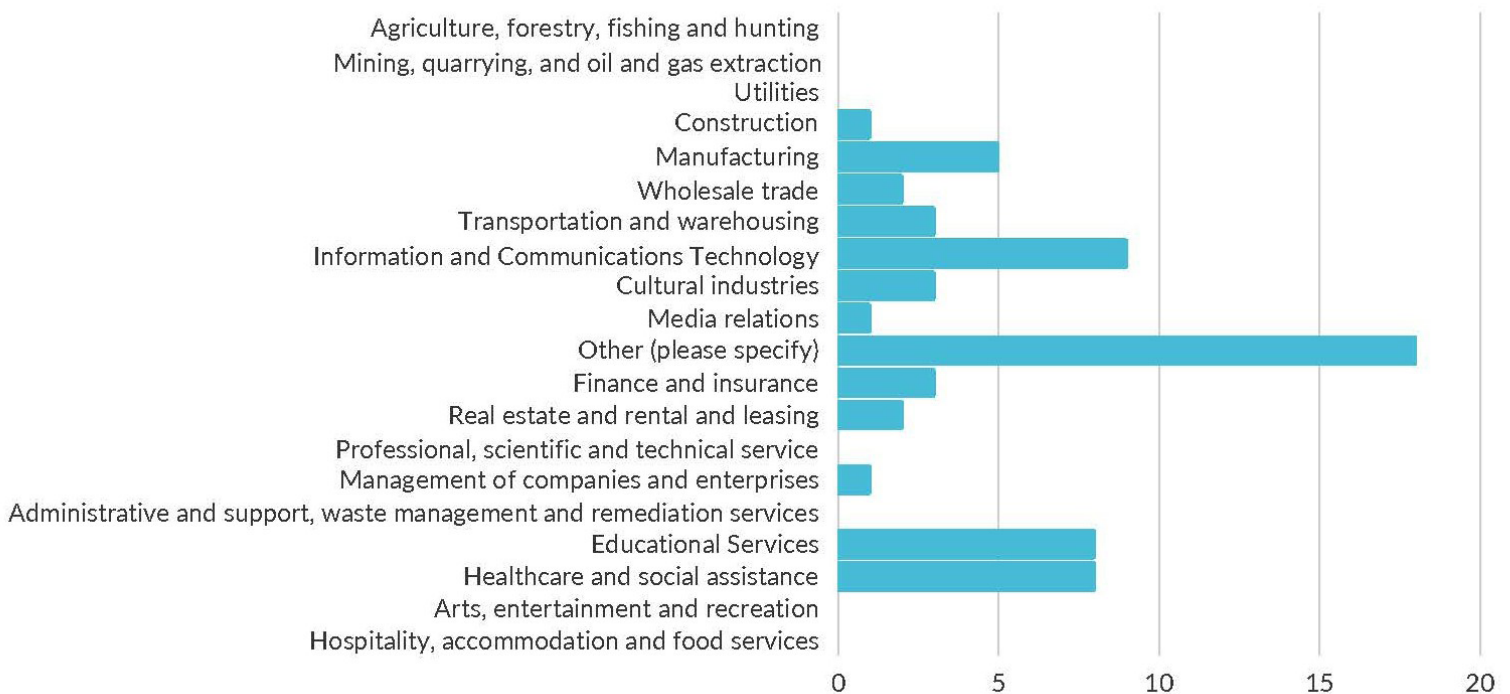 Agriculture, forestry, fishing and hunting
Mining, quarrying, and oil and gas extraction
Utilities
Construction
Manufacturing
Wholesale trade
Transportation and warehousing
Information and Communications Technology
Cultural industries
Media relations
Other (please specify)
Finance and insurance
Real estate and rental and leasing
Professional, scientific and technical service
Management of companies and enterprises
Administrative and support, waste management and remediation services
Educational Services
Healthcare and social assistance
Arts, entertainment and recreation
Hospitality, accommodation and food services
0 5 10 15 20